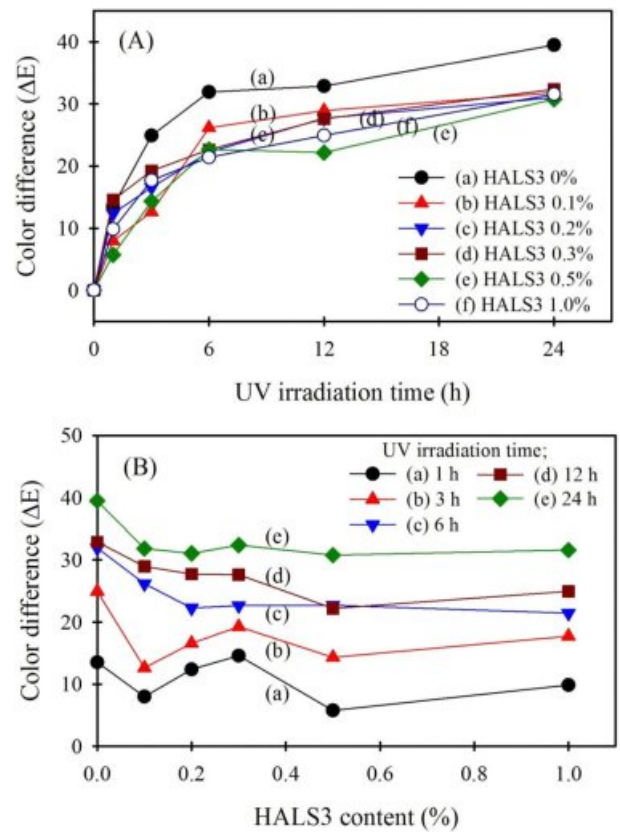 (A)
40
30
20
10
0
Color difference (ΔE)
(a)
(b)
(c)
(d)
(f)
(e)
(a) HALS3 0%
(b) HALS3 0.1%
(c) HALS3 0.2%
(d) HALS3 0.3%
(e) HALS3 0.5%
(f) HALS3 1.0%
0 6 12 18 24
UV irradiation time (h)
(B)
50
40
30
20
10
0
Color difference (ΔE)
UV irradiation time;
(a) 1 h (d) 12 h
(b) 3 h (e) 24 h
(c) 6 h
(e)
(d)
(c)
(b)
(a)
0.0 0.2 0.4 0.6 0.8 1.0
HALS3 content (%)